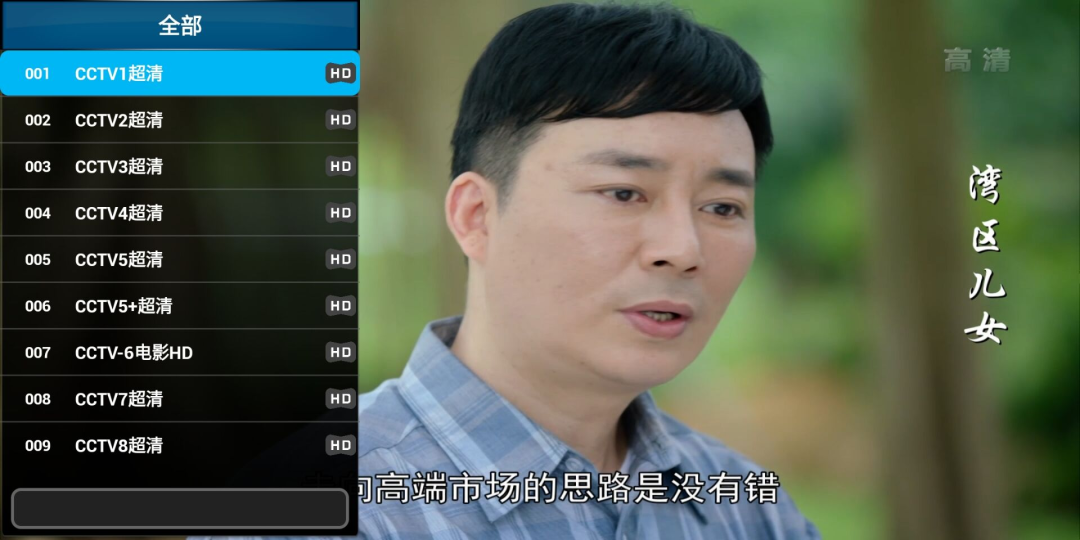 全部
001 CCTV1超清 HD
002 CCTV2超清 HD
003 CCTV3超清 HD
004 CCTV4超清 HD
005 CCTV5超清 HD
006 CCTV5+超清 HD
007 CCTV-6电影HD HD
008 CCTV7超清 HD
009 CCTV8超清 HD
高清
湾区儿女
向高端市场的思路是没有错